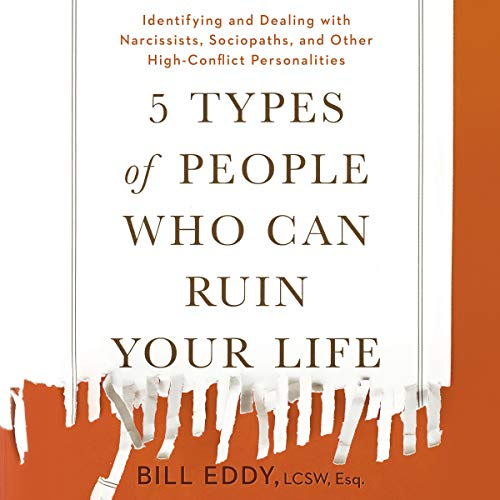 Identifying and Dealing with
Narcissists, Sociopaths, and Other
High-Conflict Personalities
5 TYPES
of PEOPLE
WHO CAN
RUIN
YOUR LIFE
BILL EDDY, LCSW, Esq.